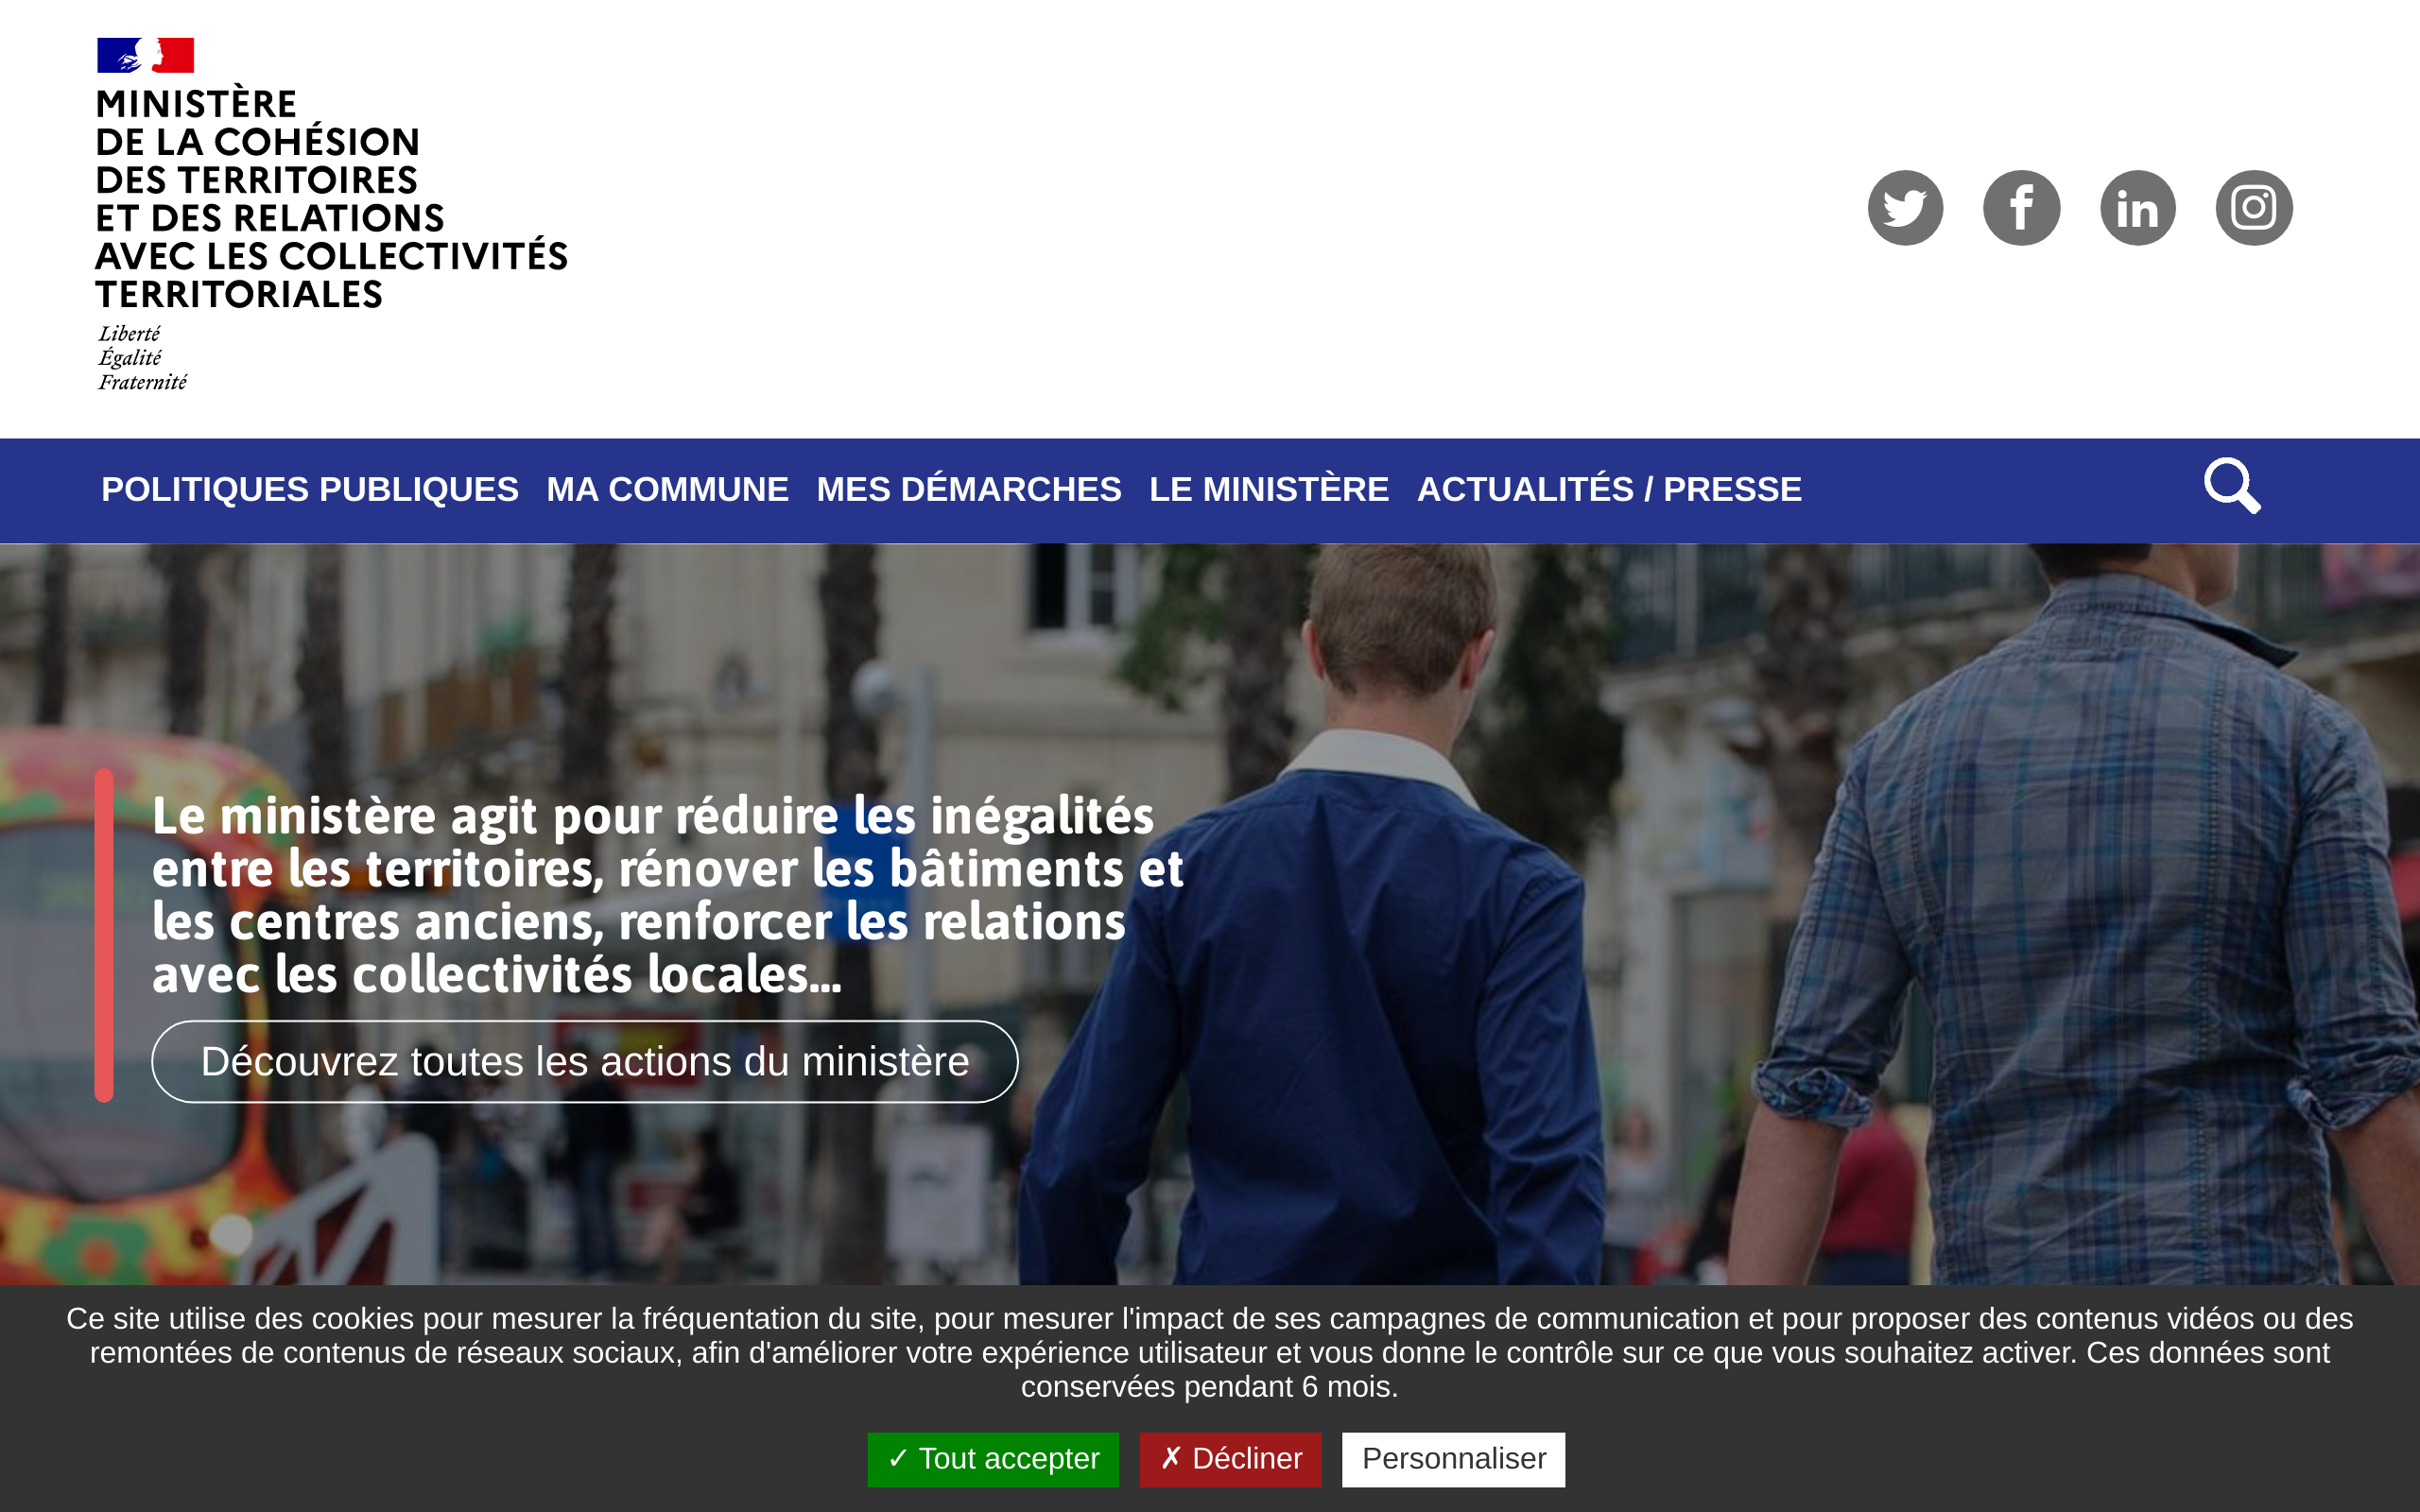 MINISTÈRE
DE LA COHÉSION
DES TERRITOIRES
ET DES RELATIONS
AVEC LES COLLECTIVITÉS
TERRITORIALES
Liberté
Égalité
Fraternité
POLITIQUES PUBLIQUES MA COMMUNE MES DÉMARCHES LE MINISTÈRE ACTUALITÉS / PRESSE
Le ministère agit pour réduire les inégalités
entre les territoires, rénover les bâtiments et
les centres anciens, renforcer les relations
avec les collectivités locales...
Découvrez toutes les actions du ministère
Ce site utilise des cookies pour mesurer la fréquentation du site, pour mesurer l'impact de ses campagnes de communication et pour proposer des contenus vidéos ou des
remontées de contenus de réseaux sociaux, afin d'améliorer votre expérience utilisateur et vous donne le contrôle sur ce que vous souhaitez activer. Ces données sont
conservées pendant 6 mois.
✓ Tout accepter ✗ Décliner Personnaliser